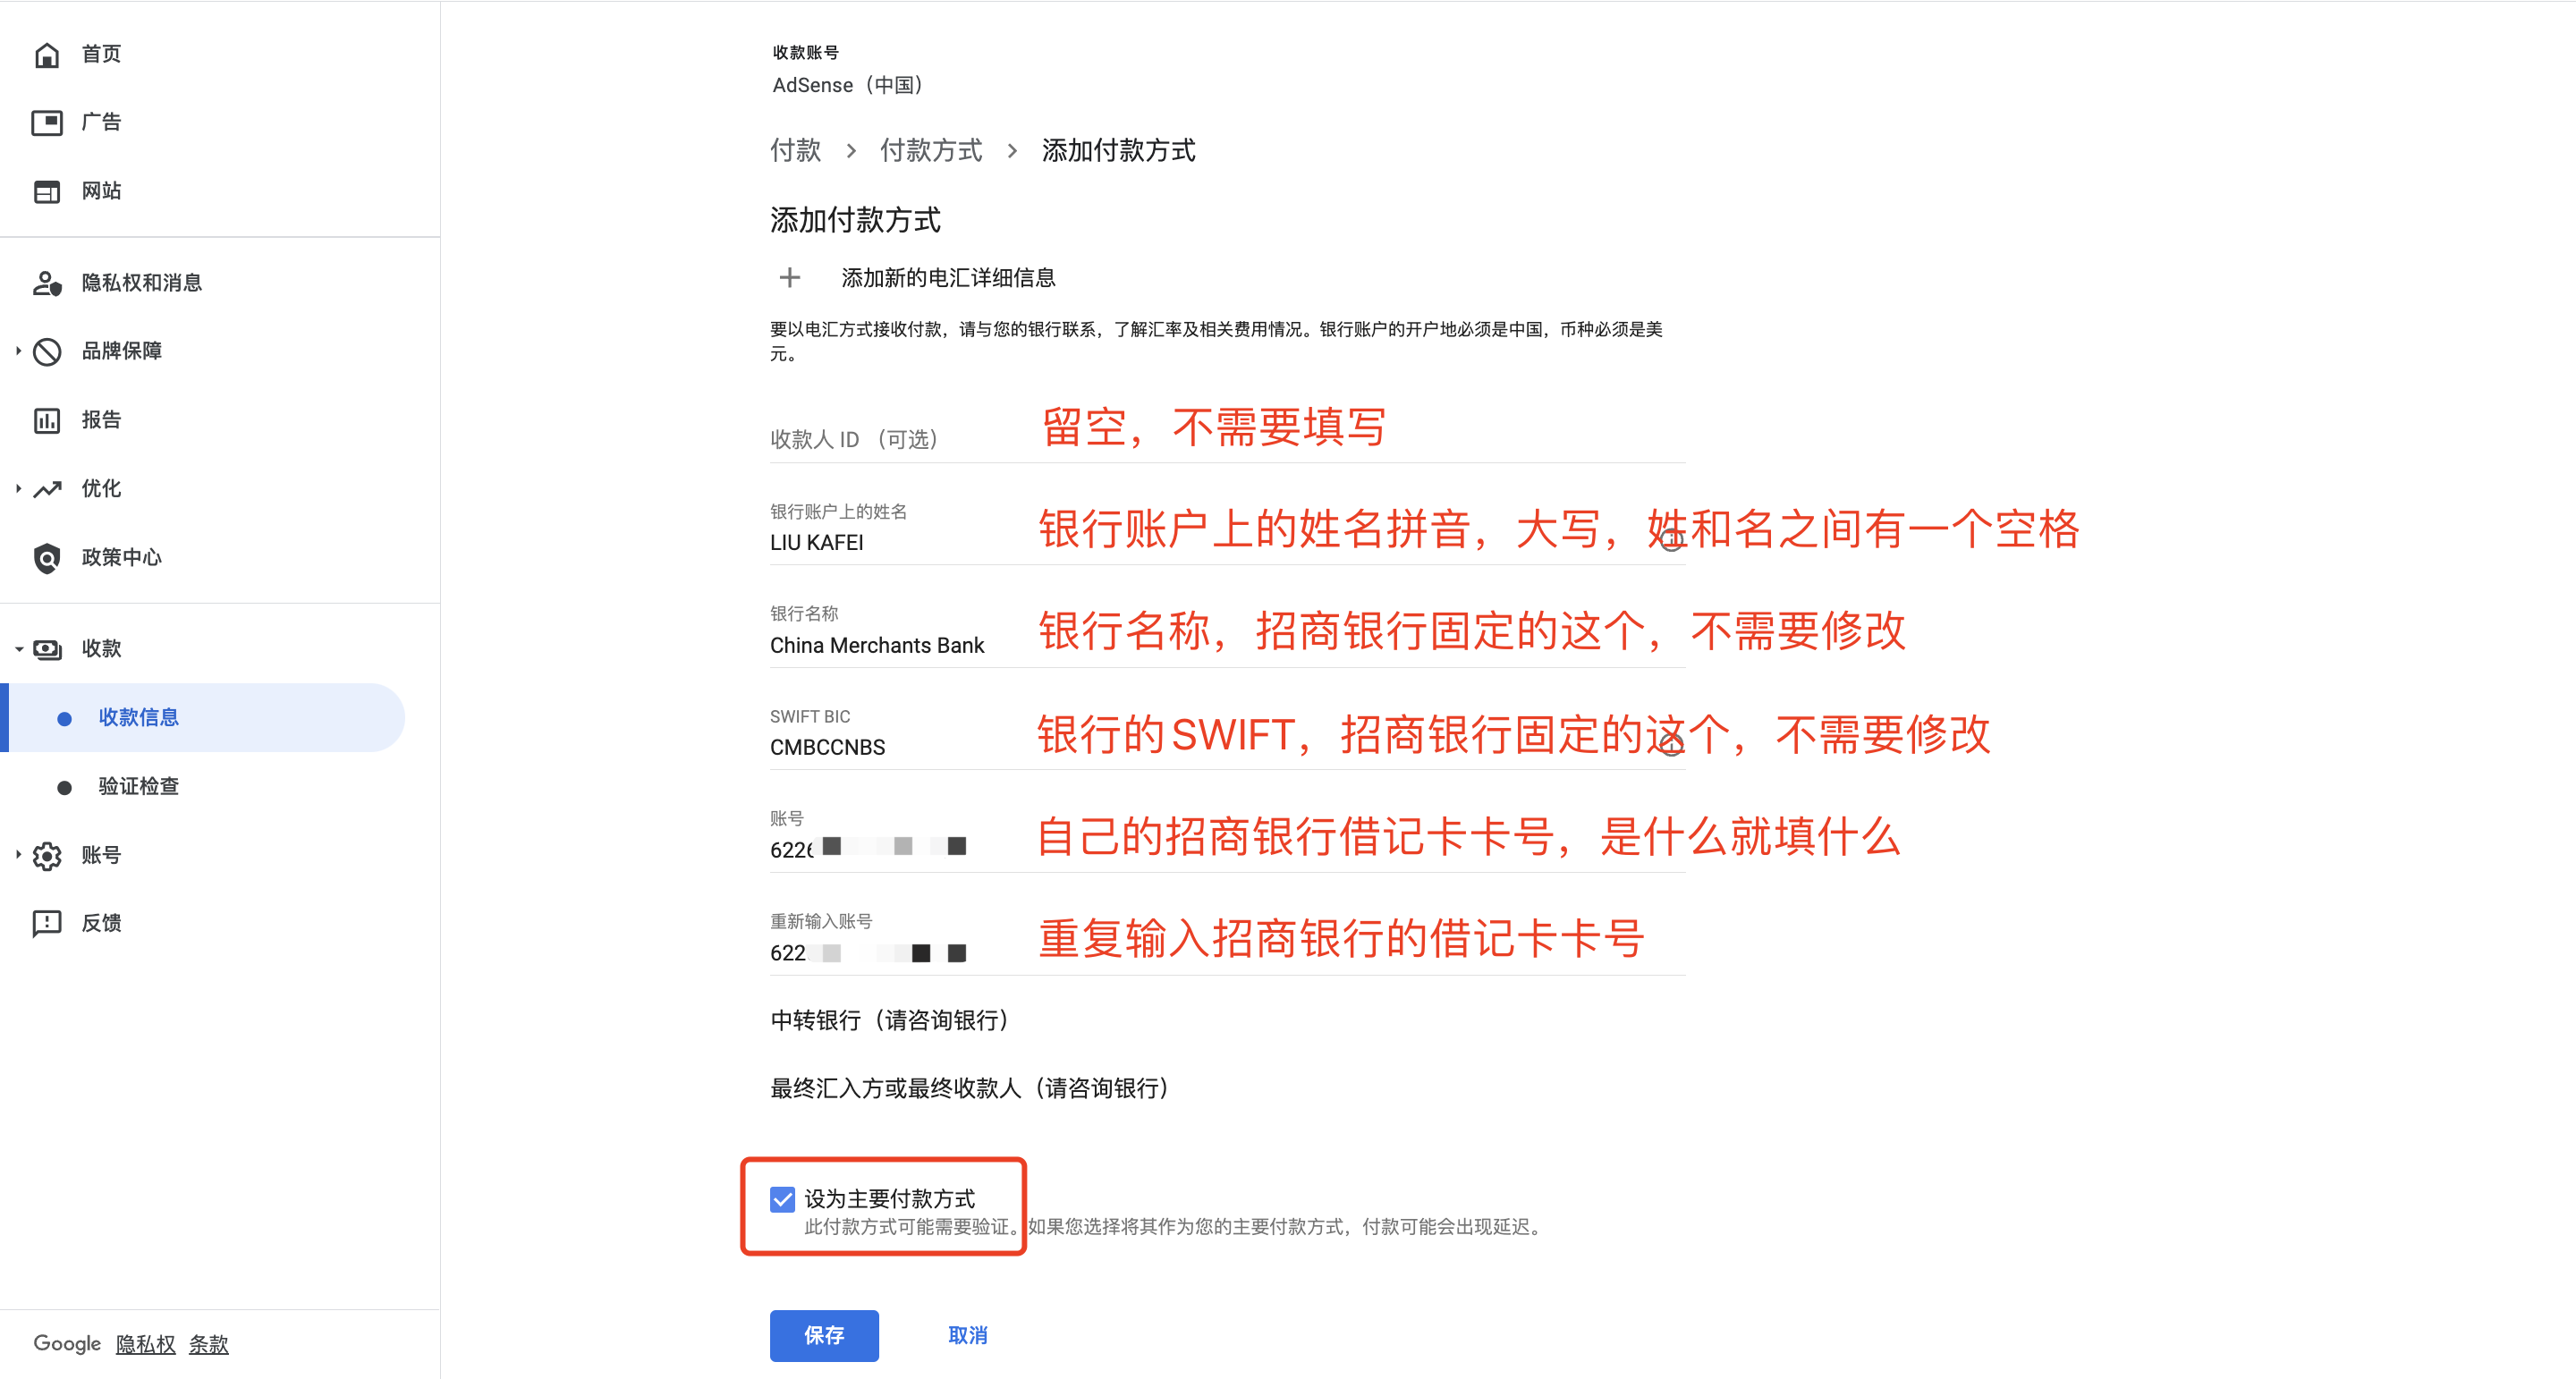 首页
广告
网站
隐私权和消息
品牌保障
报告
优化
政策中心
收款
收款信息
验证检查
账号
反馈
Google 隐私权 条款
收款账号
AdSense（中国）
付款 > 付款方式 > 添加付款方式
添加付款方式
+ 添加新的电汇详细信息
要以电汇方式接收付款，请与您的银行联系，了解汇率及相关费用情况。银行账户的开户地必须是中国，币种必须是美
元。
收款人 ID （可选） 留空，不需要填写
银行账户上的姓名
LIU KAFEI 银行账户上的姓名拼音，大写，姓和名之间有一个空格
银行名称
China Merchants Bank 银行名称，招商银行固定的这个，不需要修改
SWIFT BIC
CMBCCNBS 银行的SWIFT，招商银行固定的这个，不需要修改
账号
6226 自己的招商银行借记卡卡号，是什么就填什么
重新输入账号
622 重复输入招商银行的借记卡卡号
中转银行（请咨询银行）
最终汇入方或最终收款人（请咨询银行）
设为主要付款方式
此付款方式可能需要验证。如果您选择将其作为您的主要付款方式，付款可能会出现延迟。
保存 取消